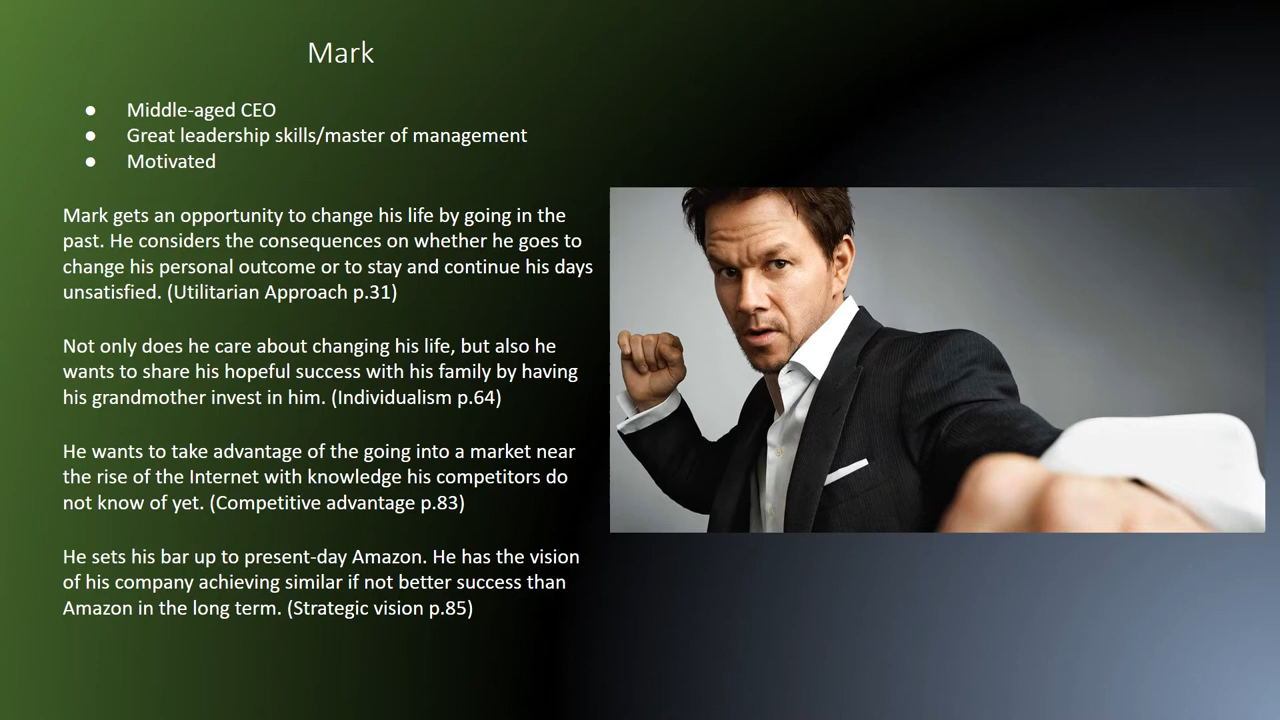 Mark
● Middle-aged CEO
● Great leadership skills/master of management
● Motivated
Mark gets an opportunity to change his life by going in the
past. He considers the consequences on whether he goes to
change his personal outcome or to stay and continue his days
unsatisfied. (Utilitarian Approach p.31)
Not only does he care about changing his life, but also he
wants to share his hopeful success with his family by having
his grandmother invest in him. (Individualism p.64)
He wants to take advantage of the going into a market near
the rise of the Internet with knowledge his competitors do
not know of yet. (Competitive advantage p.83)
He sets his bar up to present-day Amazon. He has the vision
of his company achieving similar if not better success than
Amazon in the long term. (Strategic vision p.85)